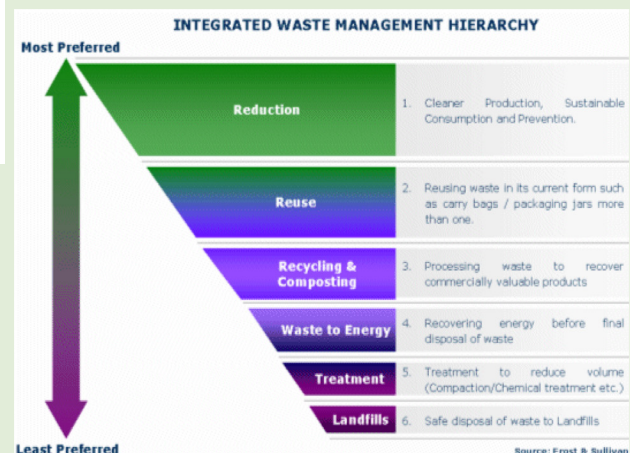 INTEGRATED WASTE MANAGEMENT HIERARCHY
Most Preferred
Reduction
1. Cleaner Production, Sustainable
Consumption and Prevention.
Reuse
2. Reusing waste in its current form such
as carry bags / packaging jars more
than one.
Recycling &
Composting
3. Processing waste to recover
commercially valuable products
Waste to Energy
4. Recovering energy before final
disposal of waste
Treatment
5. Treatment to reduce volume
(Compaction/Chemical treatment etc.)
Landfills
6. Safe disposal of waste to Landfills
Least Preferred
Source: Frost & Sullivan